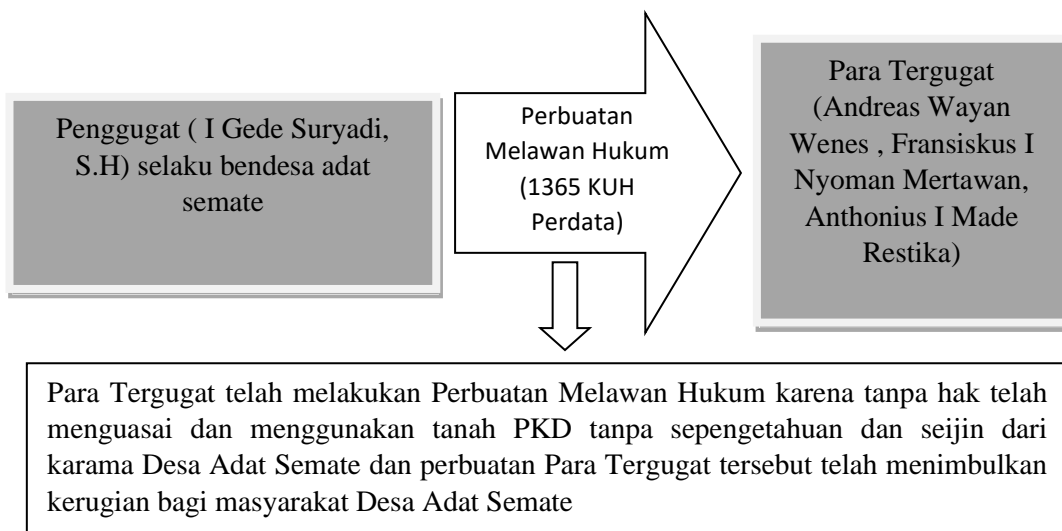 Penggugat ( I Gede Suryadi,
S.H) selaku bendesa adat
semate
Perbuatan
Melawan Hukum
(1365 KUH
Perdata)
Para Tergugat
(Andreas Wayan
Wenes , Fransiskus I
Nyoman Mertawan,
Anthonius I Made
Restika)
Para Tergugat telah melakukan Perbuatan Melawan Hukum karena tanpa hak telah
menguasai dan menggunakan tanah PKD tanpa sepengetahuan dan seijin dari
karama Desa Adat Semate dan perbuatan Para Tergugat tersebut telah menimbulkan
kerugian bagi masyarakat Desa Adat Semate